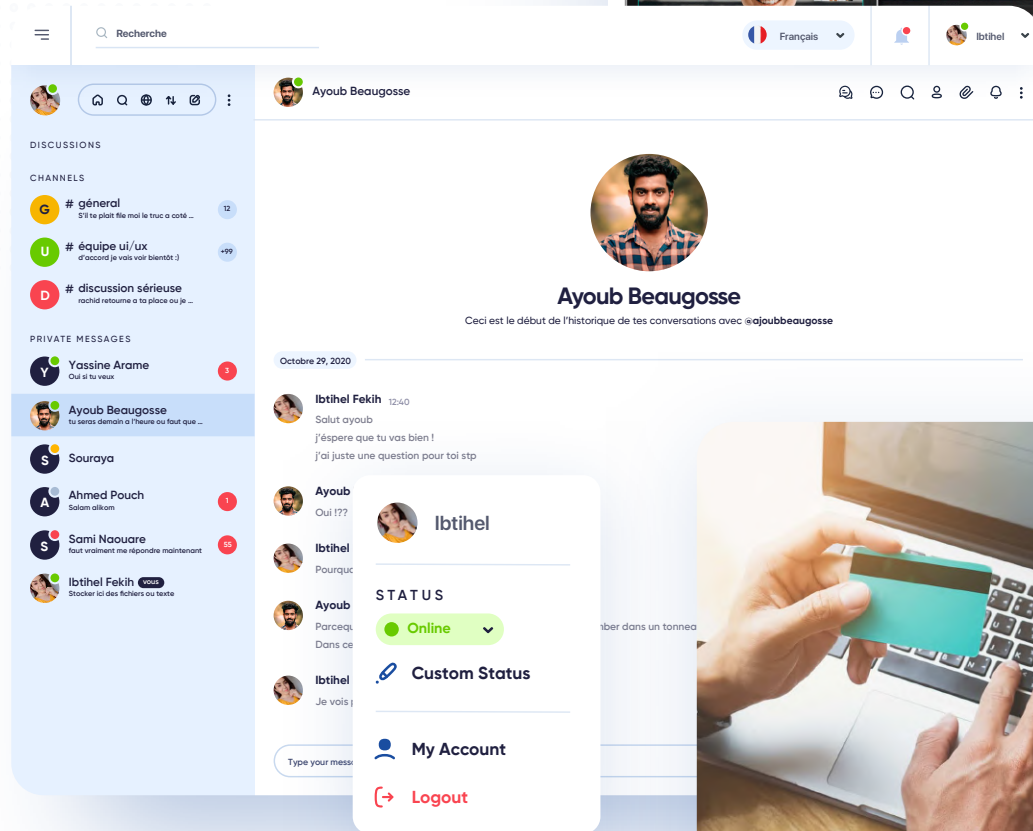 Recherche
Français
Ibtihel
Ayoub Beaugosse
DISCUSSIONS
CHANNELS
G
# géneral
S'il te plait file moi le truc a coté ...
12
U
# équipe ui/ux
d'accord je vais voir bientôt :)
+99
D
# discussion sérieuse
rachid retourne a ta place ou je ...
PRIVATE MESSAGES
Y
Yassine Arame
Oui si tu veux
3
Ayoub Beaugosse
tu seras demain a l'heure ou faut que ...
S
Souraya
A
Ahmed Pouch
Salam alikom
1
S
Sami Naouare
faut vraiment me répondre maintenant
55
Ibtihel Fekih vous
Stocker ici des fichiers ou texte
Ayoub Beaugosse
Ceci est le début de l'historique de tes conversations avec @ajoubbeaugosse
Octobre 29, 2020
Ibtihel Fekih 12:40
Salut ayoub
j'éspere que tu vas bien !
j'ai juste une question pour toi stp
Ayoub
Oui !??
Ibtihel
Ayoub
dans un tonnea
Dans ce
Ibtihel
Je vois
Type your
Ibtihel
STATUS
Online
Custom Status
My Account
Logout